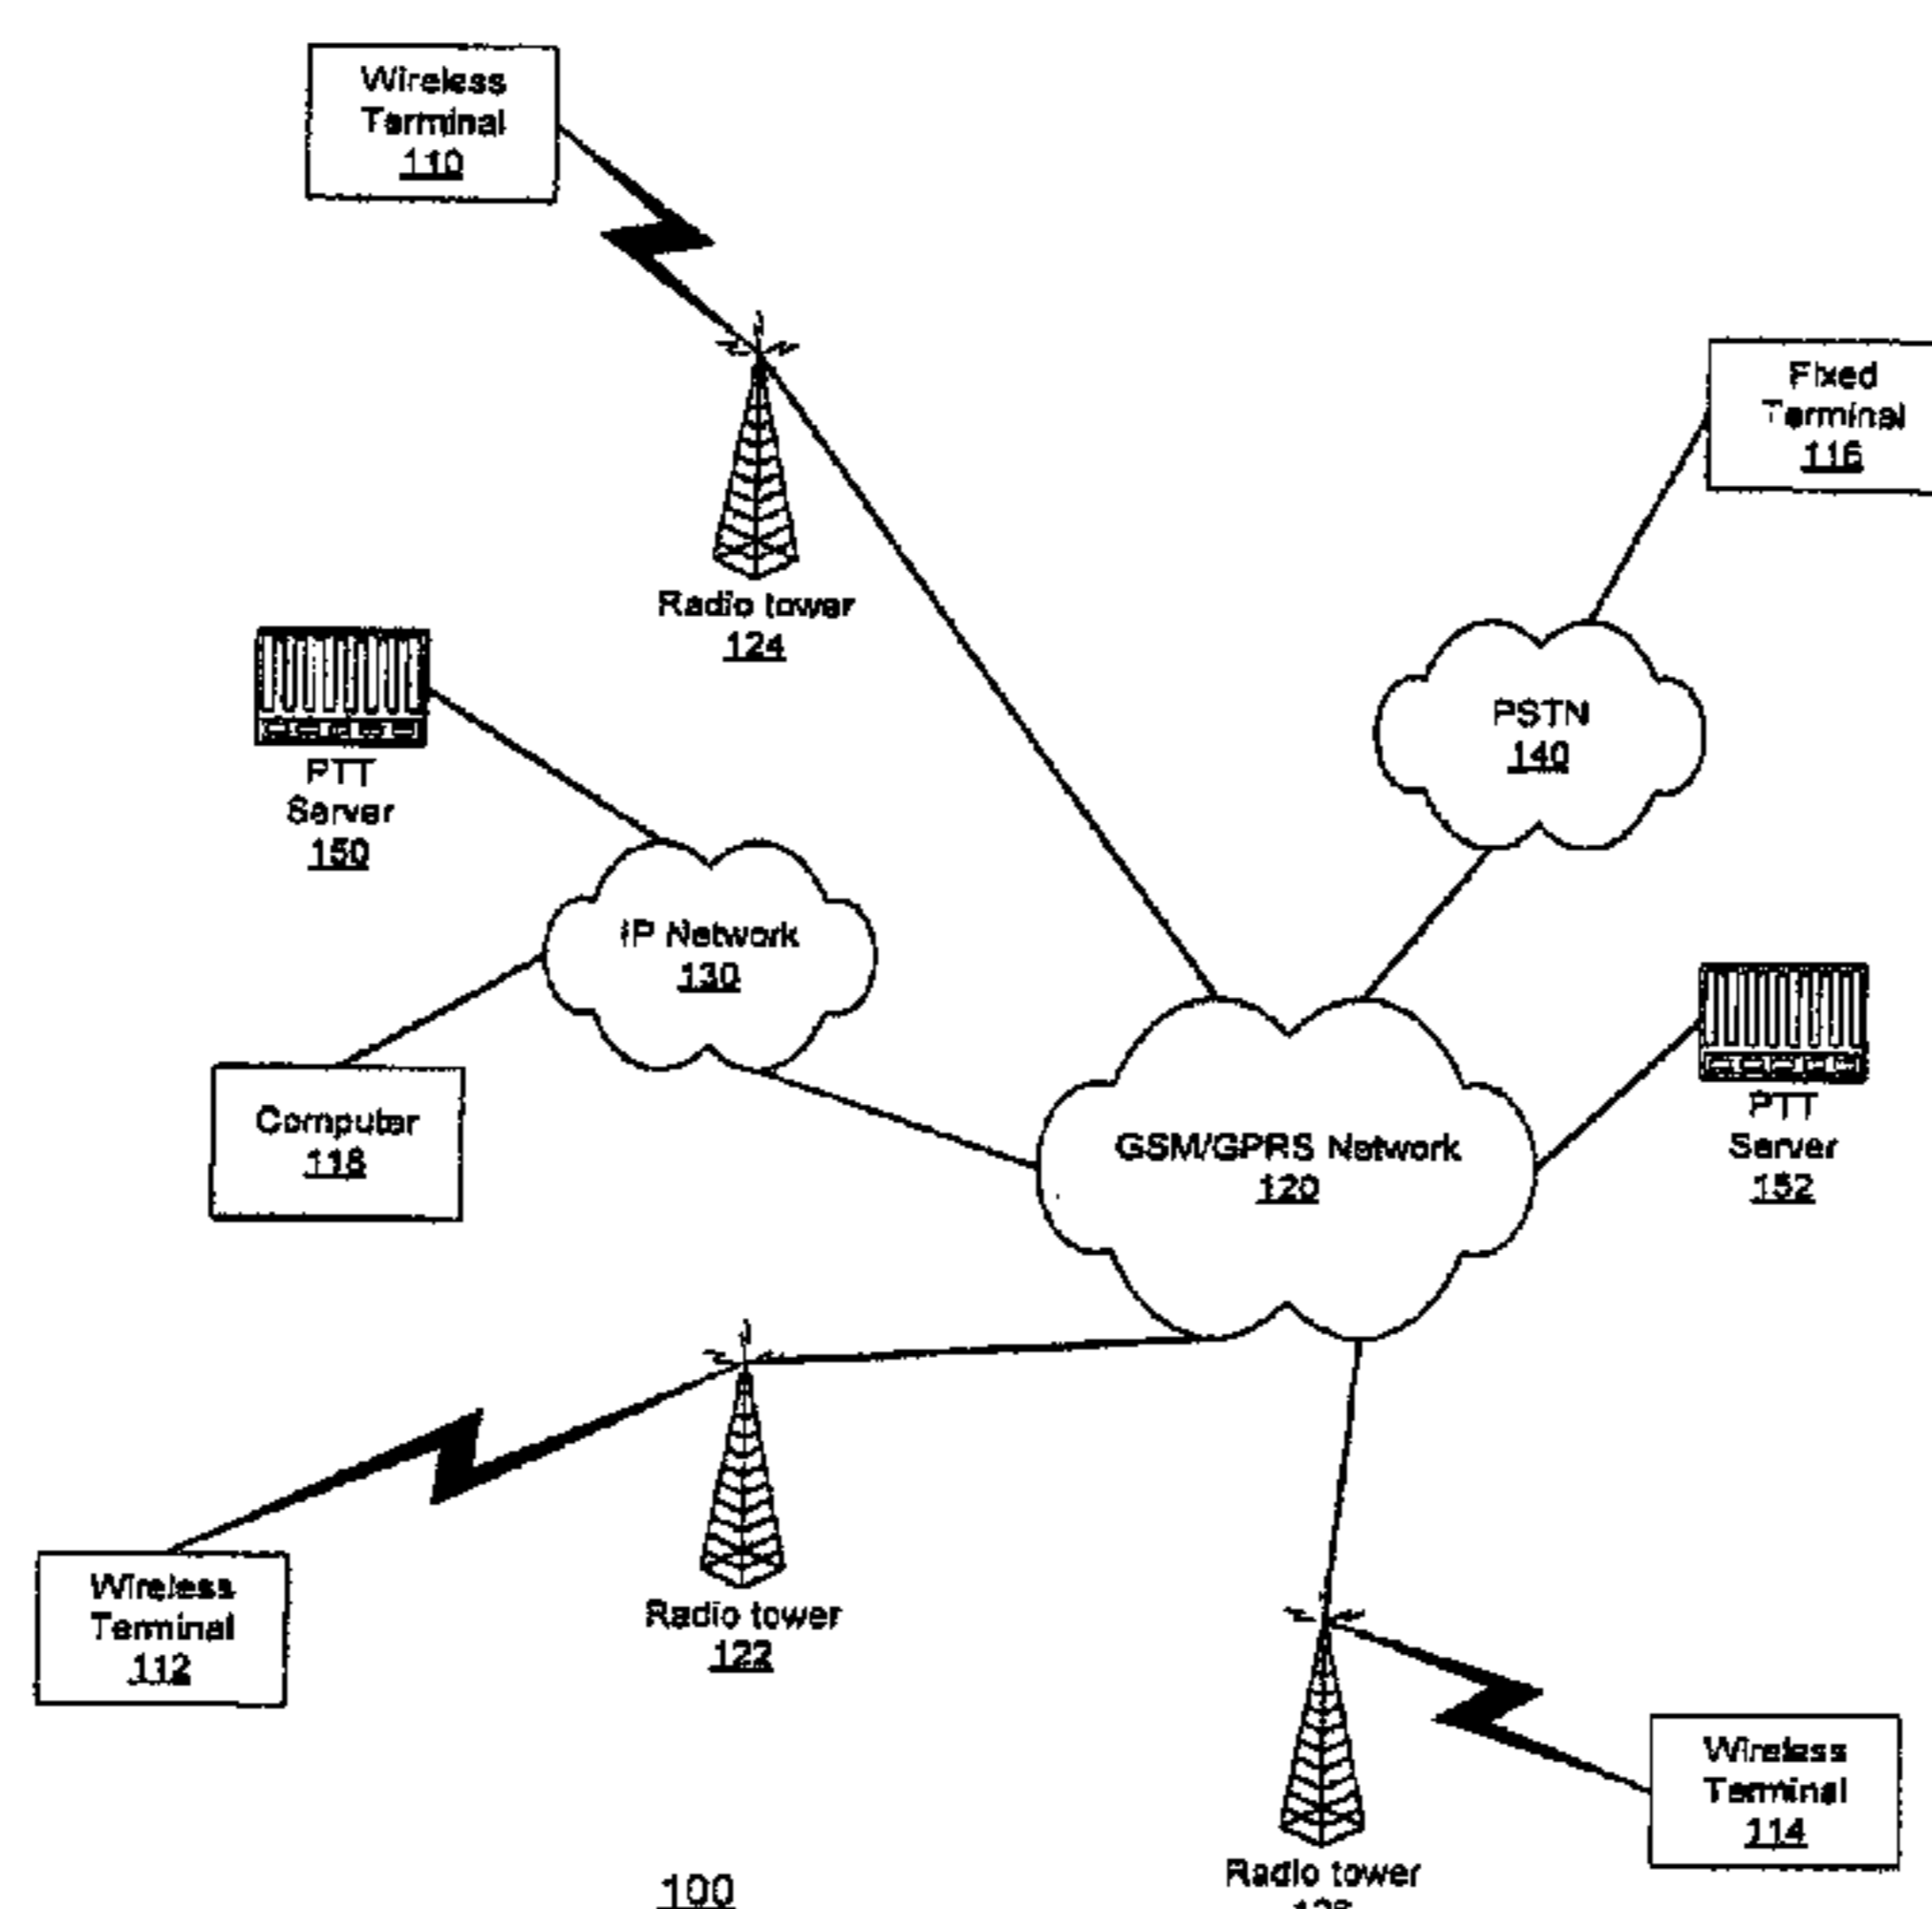 Wireless
Terminal
110
Fixed
Terminal
116
Radio tower
124
PSTN
140
PTT
Server
150
IP Network
130
Computer
118
GSM/GPRS Network
120
PTT
Server
152
Wireless
Terminal
112
Radio tower
122
Wireless
Terminal
114
Radio tower
100